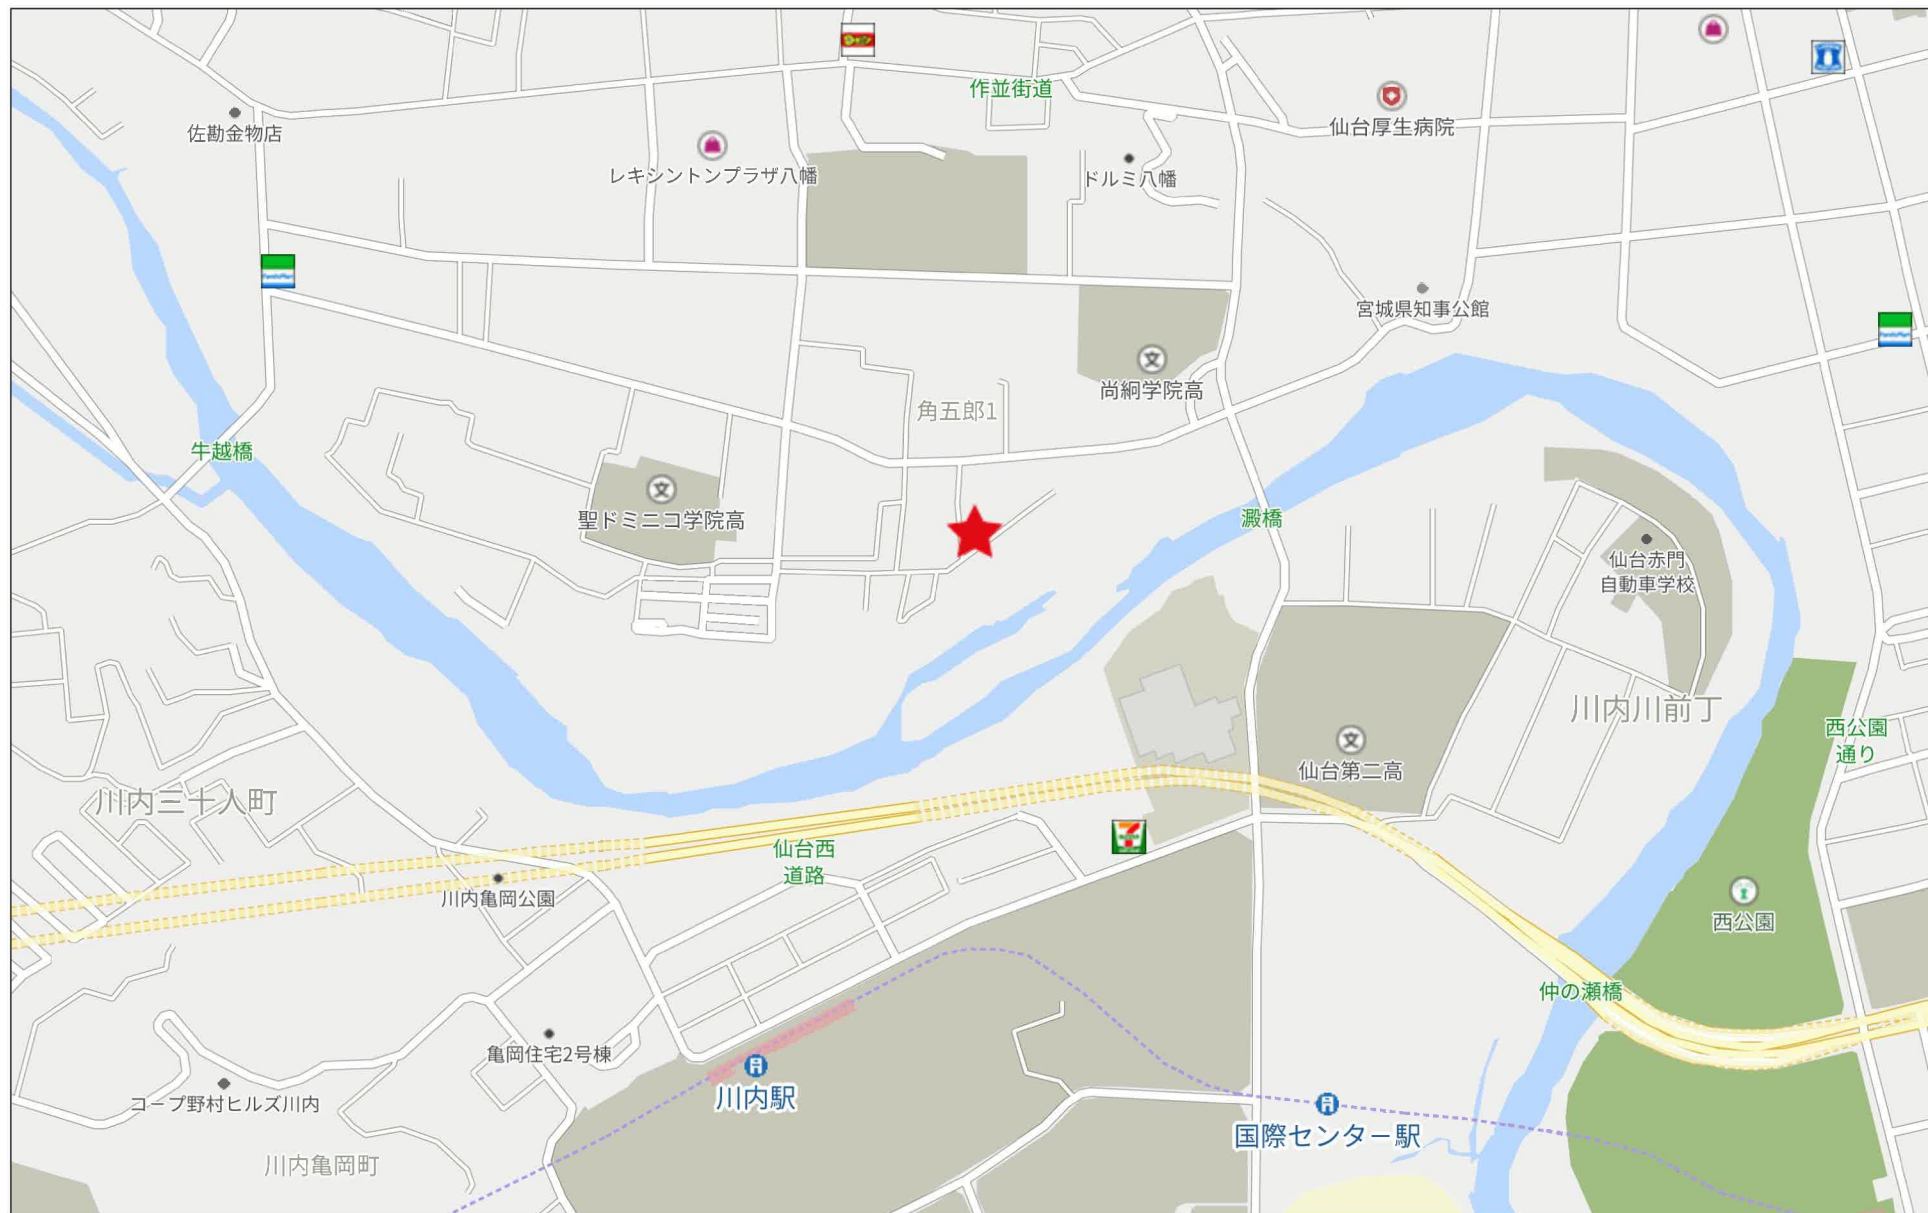 作並街道
佐勘金物店
仙台厚生病院
レキシントンプラザ八幡
ドルミ八幡
宮城県知事公館
尚絅学院高
角五郎1
牛越橋
聖ドミニコ学院高
澱橋
仙台赤門
自動車学校
川内川前丁
西公園
通り
仙台第二高
川内三十人町
仙台西
道路
川内亀岡公園
西公園
仲の瀬橋
亀岡住宅2号棟
川内駅
コープ野村ヒルズ川内
国際センター駅
川内亀岡町